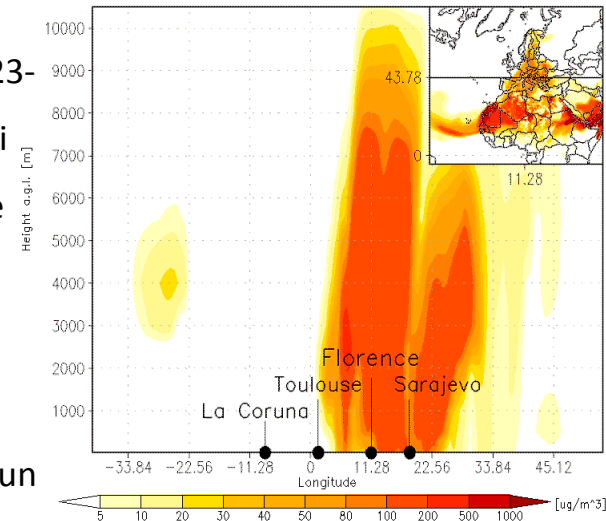 23-
i
e
un
10000
9000
8000
7000
6000
5000
4000
3000
2000
1000
Height a.g.l. [m]
43.78
0
11.28
Florence
Toulouse
Sarajevo
La Coruna
−33.84 −22.56 −11.28 0 11.28 22.56 33.84 45.12
Longitude
5 10 20 30 40 50 80 100 200 500 1000 [ug/m^3]